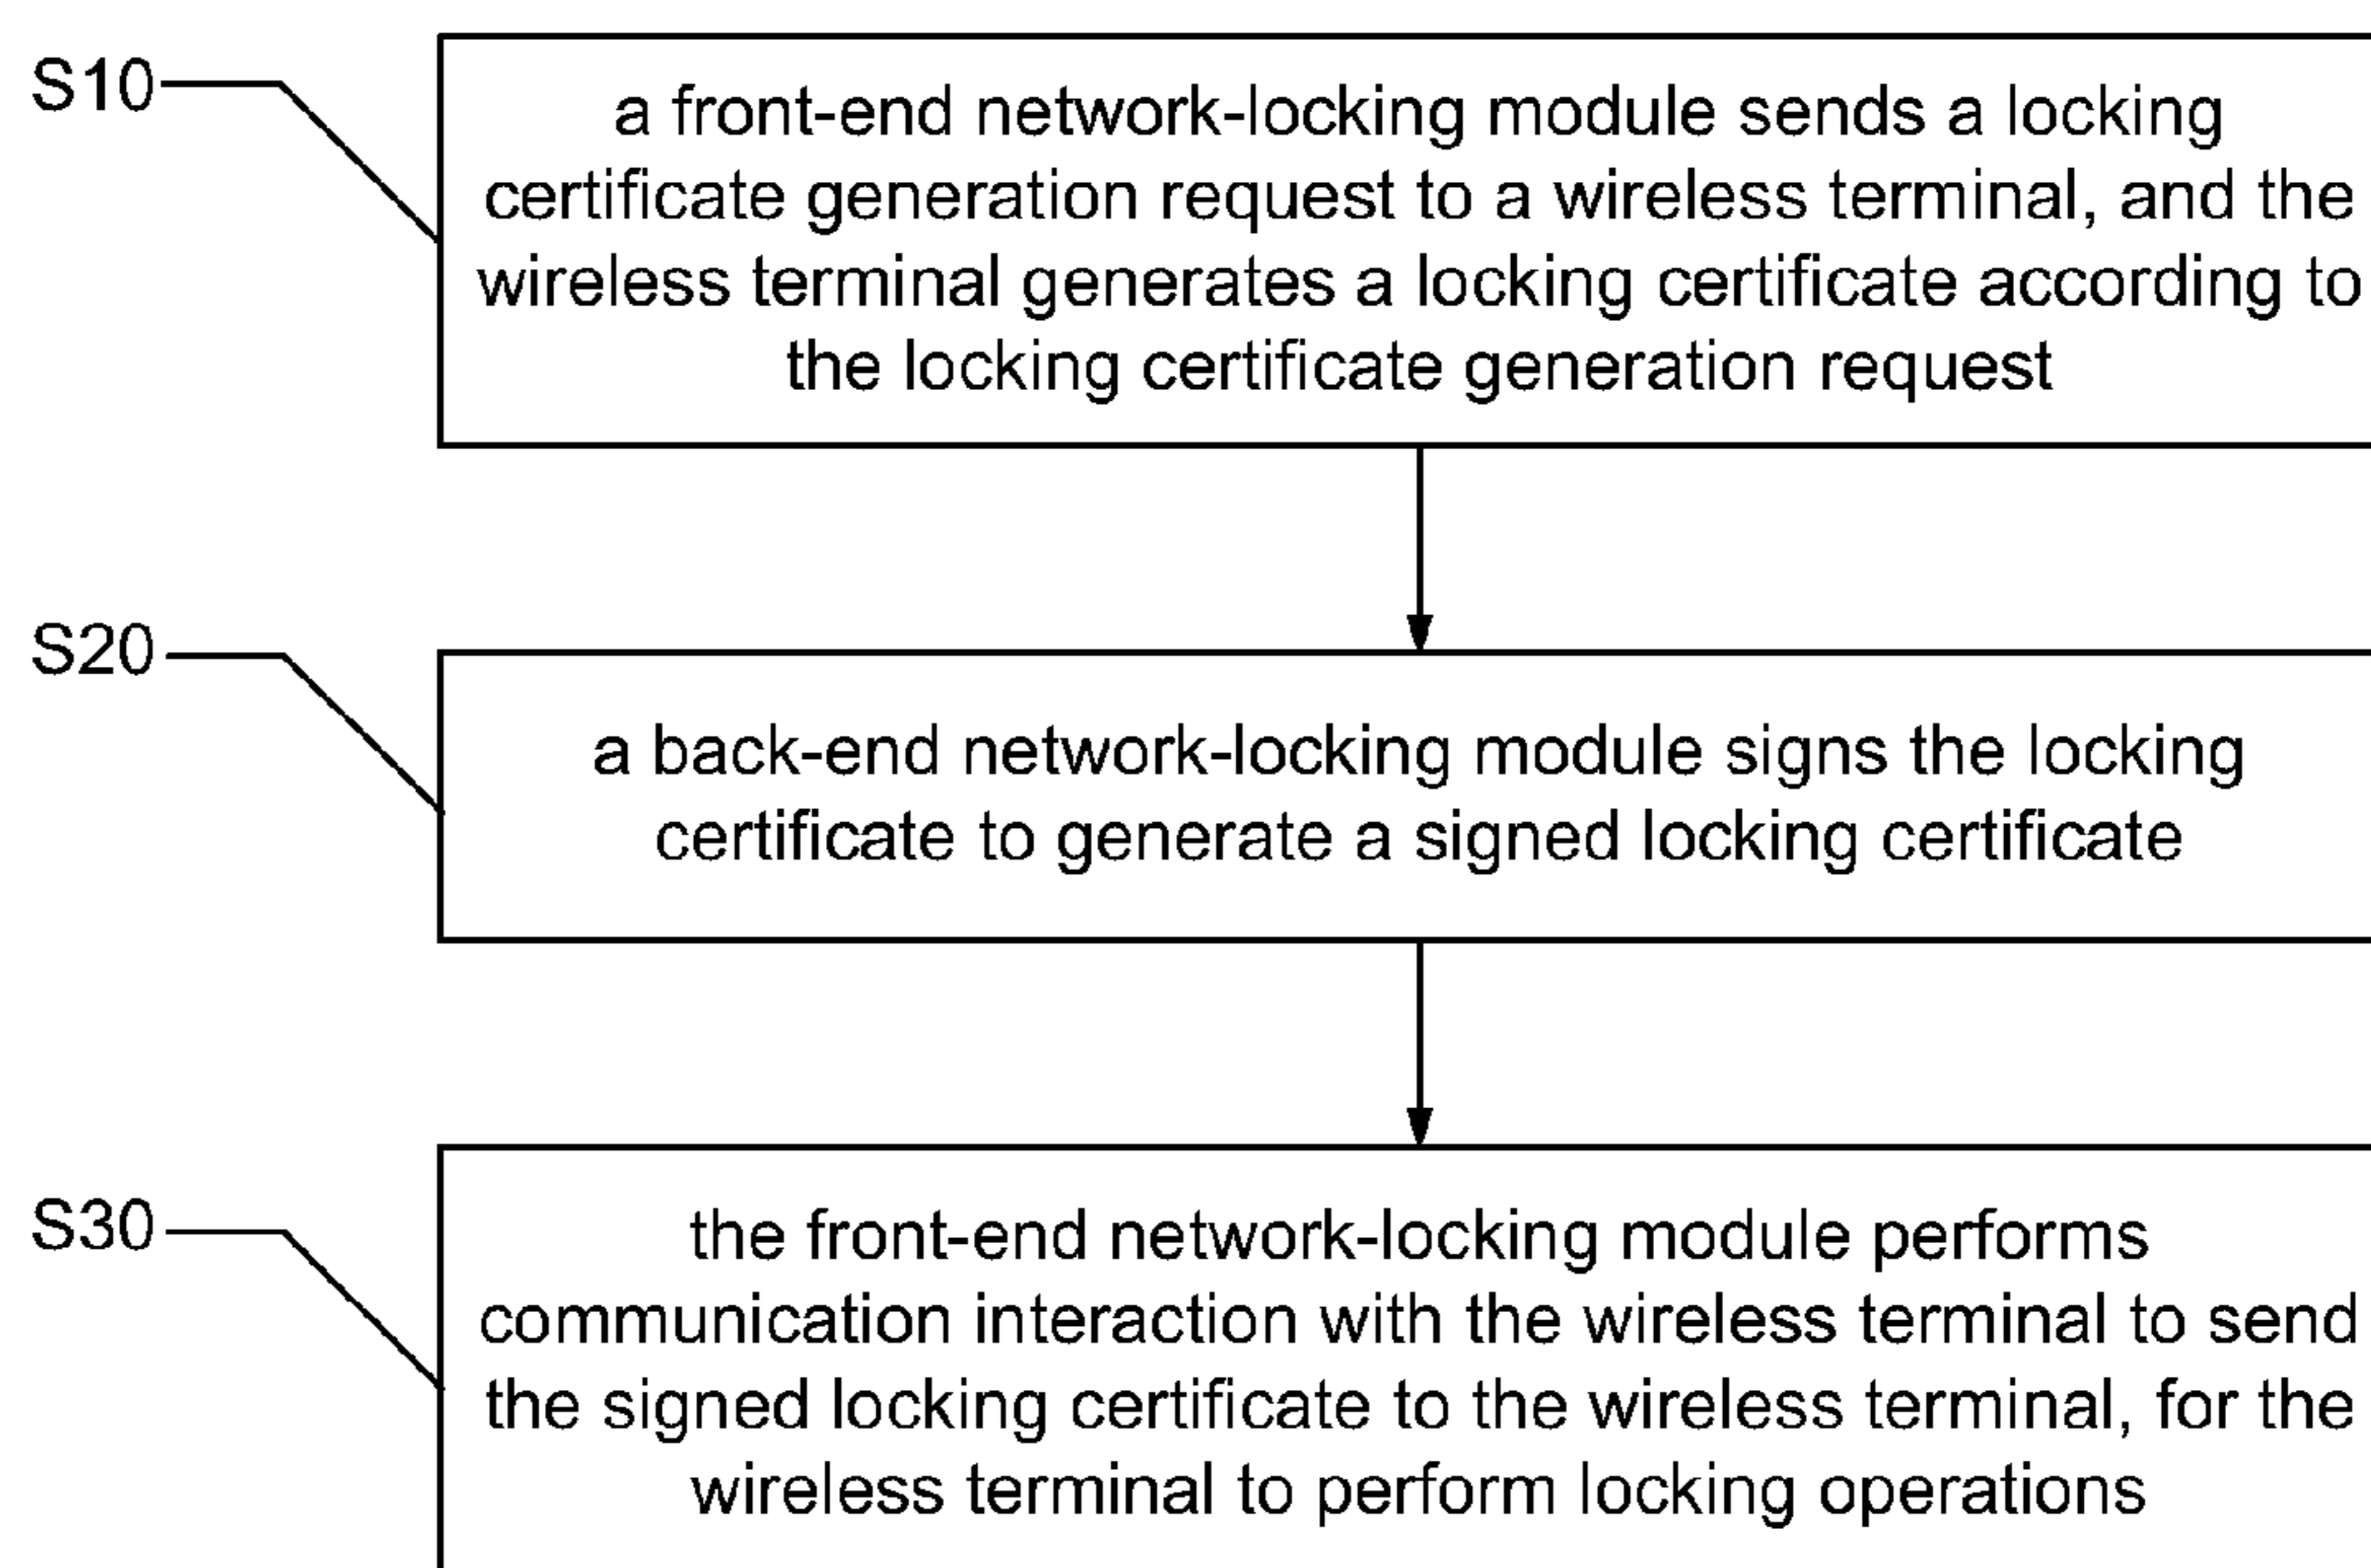 S10
a front-end network-locking module sends a locking
certificate generation request to a wireless terminal, and the
wireless terminal generates a locking certificate according to
the locking certificate generation request
S20
a back-end network-locking module signs the locking
certificate to generate a signed locking certificate
S30
the front-end network-locking module performs
communication interaction with the wireless terminal to send
the signed locking certificate to the wireless terminal, for the
wireless terminal to perform locking operations